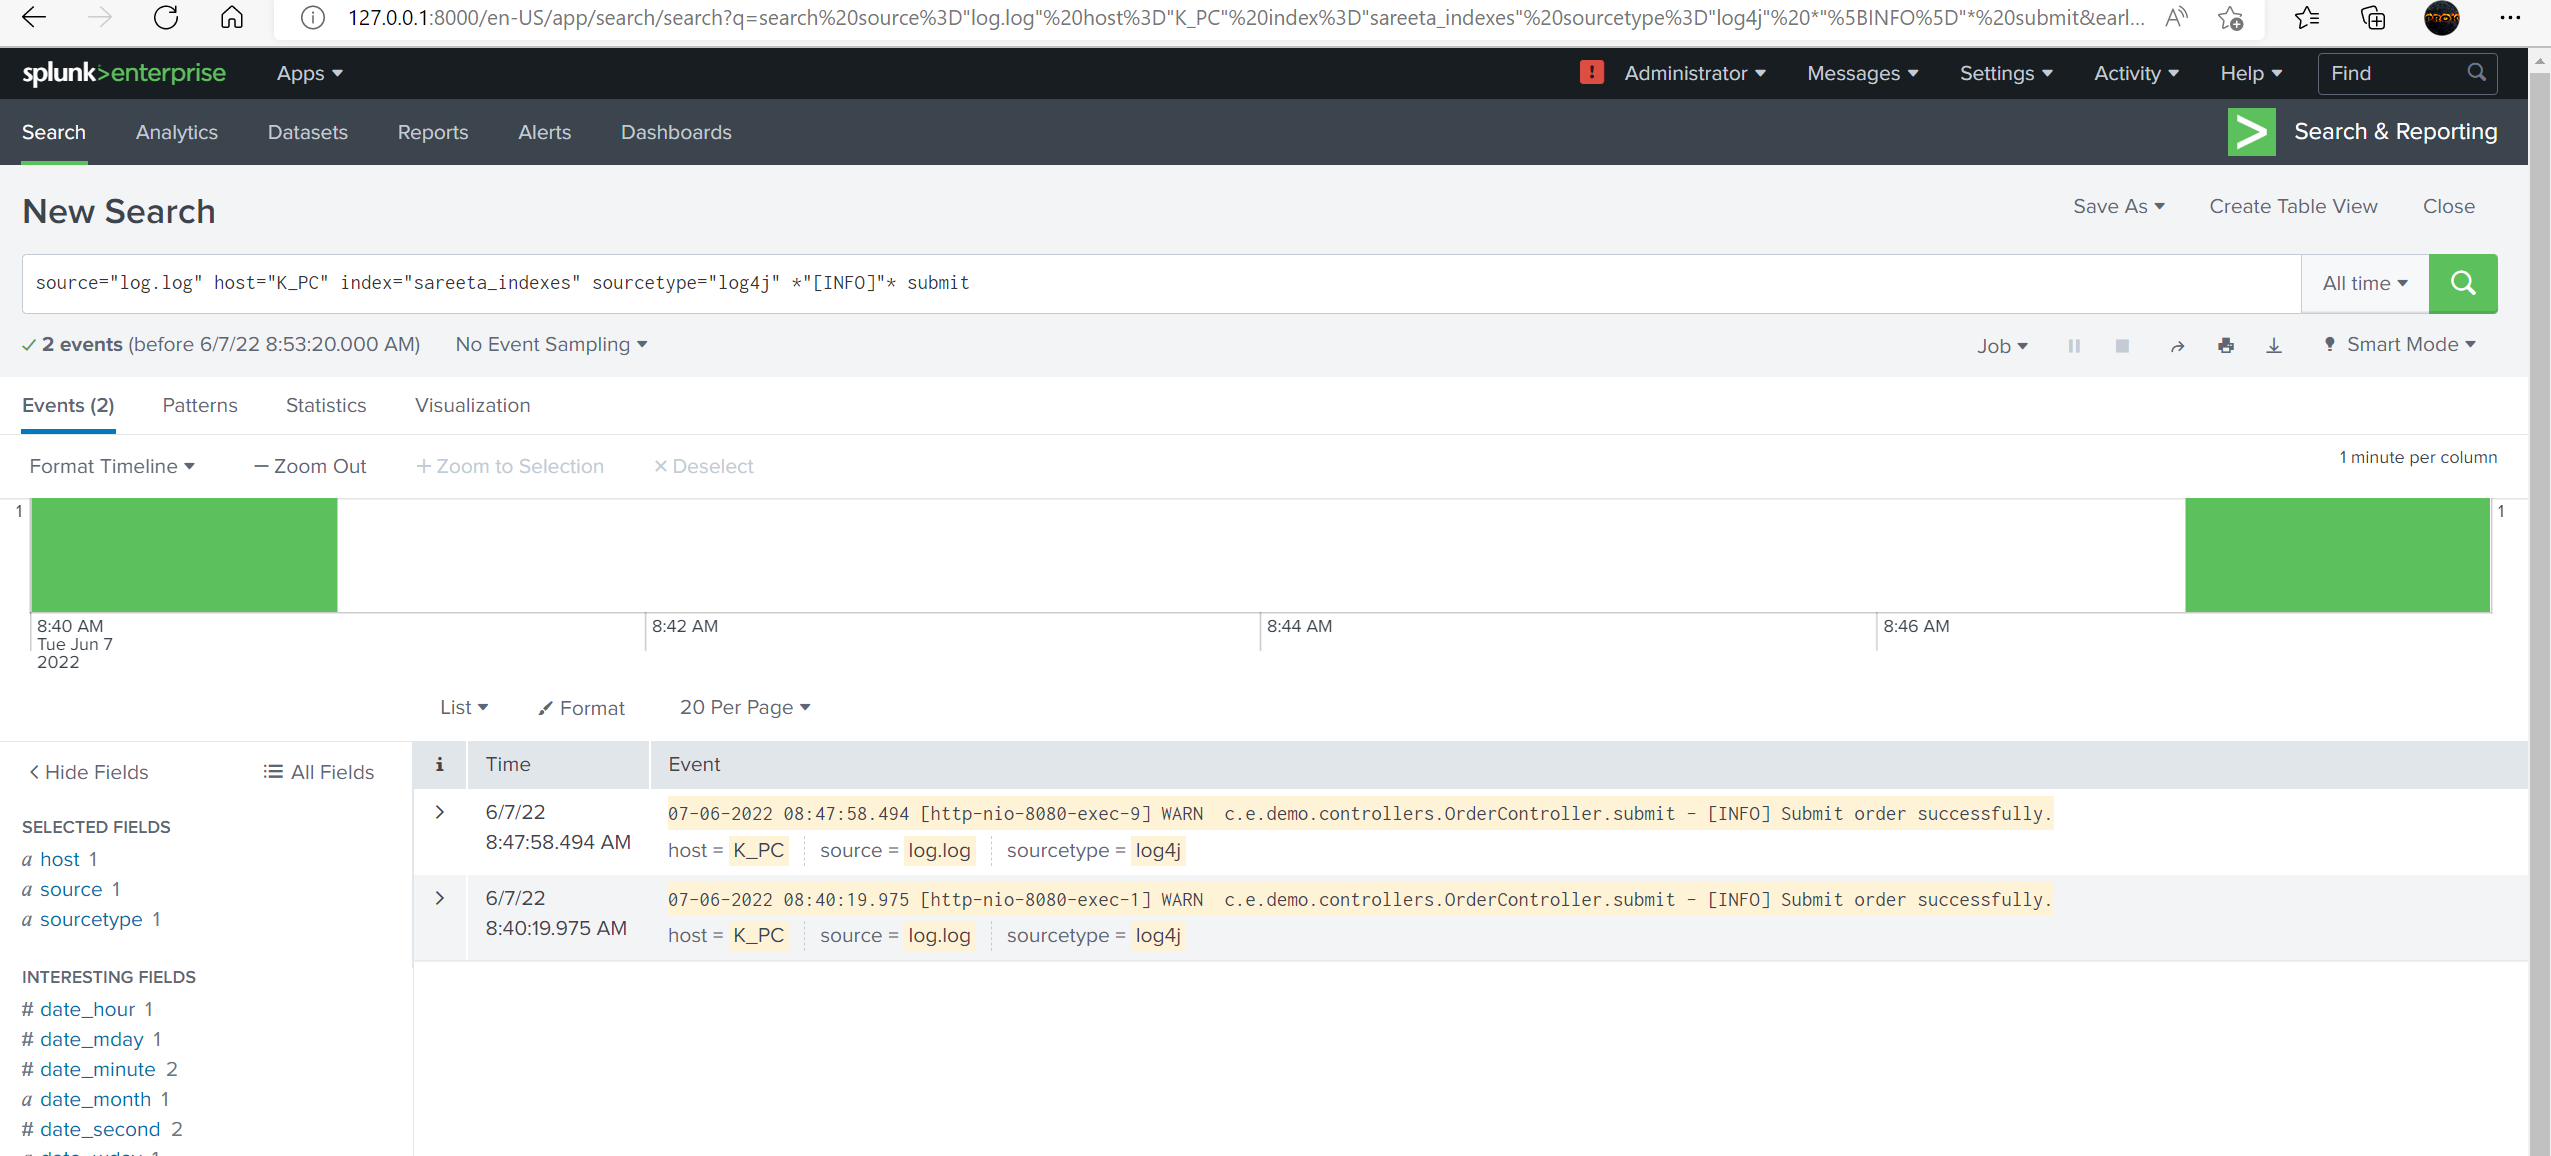 127.0.0.1:8000/en-US/app/search/search?q=search%20source%3D"log.log"%20host%3D"K_PC"%20index%3D"sareeta_indexes"%20sourcetype%3D"log4j"%20*"%5BINFO%5D"*%20submit&earl...
splunk>enterprise Apps Administrator Messages Settings Activity Help Find
Search Analytics Datasets Reports Alerts Dashboards Search & Reporting
New Search Save As Create Table View Close
source="log.log" host="K_PC" index="sareeta_indexes" sourcetype="log4j" *"[INFO]"* submit All time
2 events (before 6/7/22 8:53:20.000 AM) No Event Sampling Job Smart Mode
Events (2) Patterns Statistics Visualization
Format Timeline — Zoom Out + Zoom to Selection × Deselect 1 minute per column
1 1
8:40 AM 8:42 AM 8:44 AM 8:46 AM
Tue Jun 7
2022
List Format 20 Per Page
< Hide Fields All Fields
i Time Event
SELECTED FIELDS
a host 1
a source 1
a sourcetype 1
INTERESTING FIELDS
# date_hour 1
# date_mday 1
# date_minute 2
a date_month 1
# date_second 2
a date_wday 1
6/7/22
8:47:58.494 AM
07-06-2022 08:47:58.494 [http-nio-8080-exec-9] WARN  c.e.demo.controllers.OrderController.submit - [INFO] Submit order successfully.
host = K_PC source = log.log sourcetype = log4j
6/7/22
8:40:19.975 AM
07-06-2022 08:40:19.975 [http-nio-8080-exec-1] WARN  c.e.demo.controllers.OrderController.submit - [INFO] Submit order successfully.
host = K_PC source = log.log sourcetype = log4j